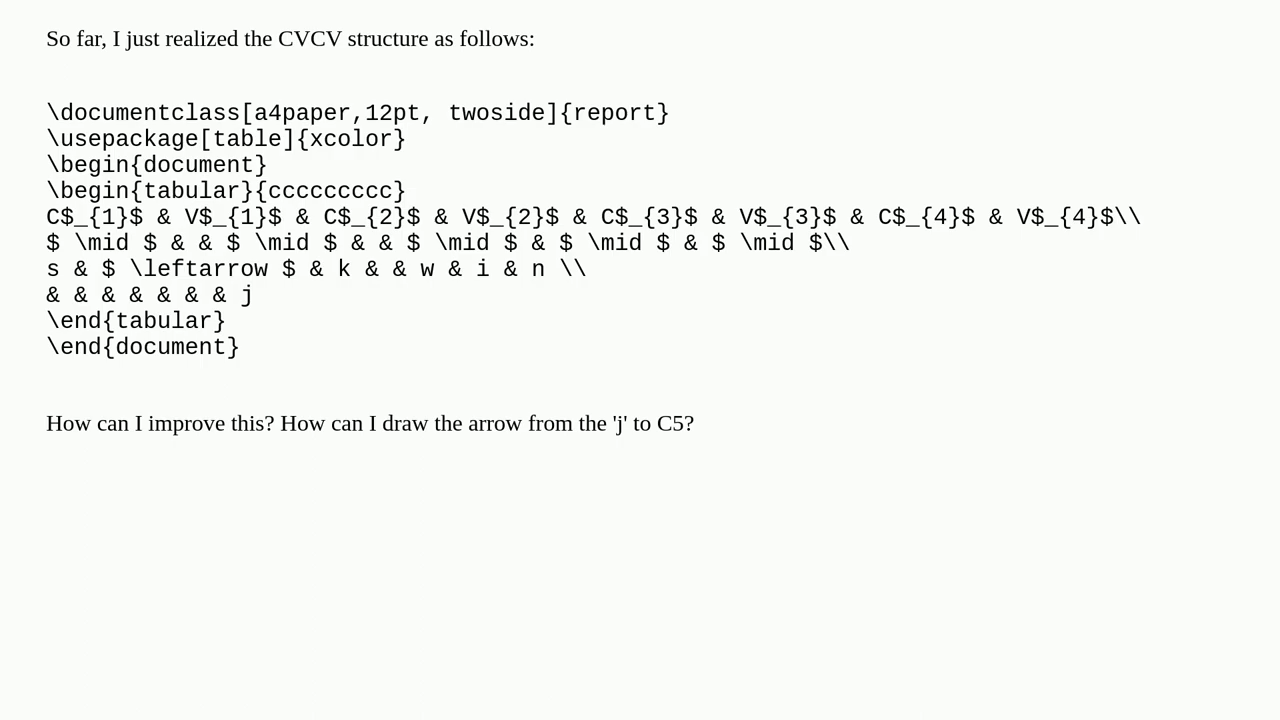 So far, I just realized the CVCV structure as follows:
\documentclass[a4paper,12pt, twoside]{report}
\usepackage[table]{xcolor}
\begin{document}
\begin{tabular}{ccccccccc}
C$_{1}$ & V$_{1}$ & C$_{2}$ & V$_{2}$ & C$_{3}$ & V$_{3}$ & C$_{4}$ & V$_{4}$\\
$ \mid $ & & $ \mid $ & & $ \mid $ & $ \mid $ & $ \mid $\\
s & $ \leftarrow $ & k & & w & i & n \\
& & & & & & & j
\end{tabular}
\end{document}
How can I improve this? How can I draw the arrow from the 'j' to C5?